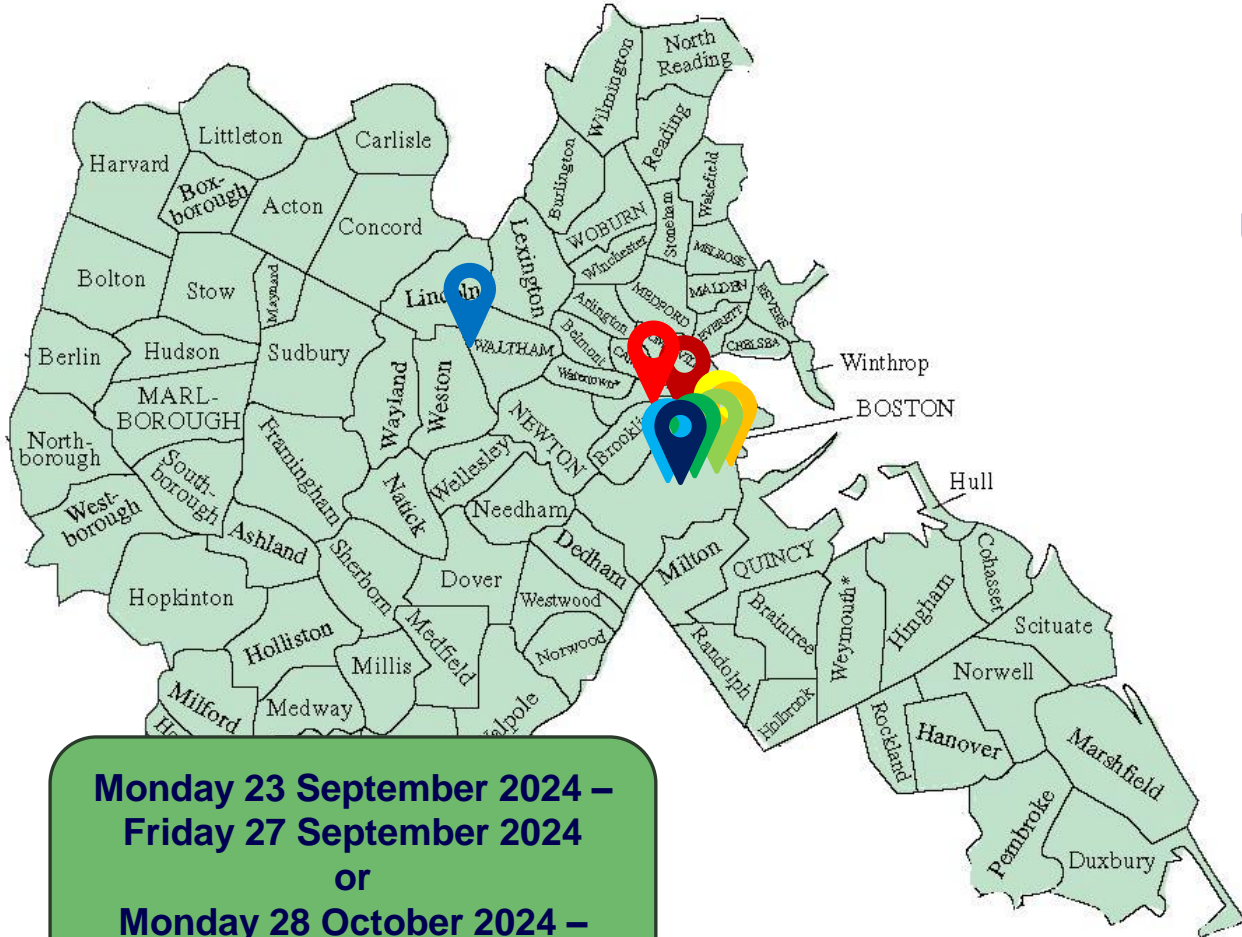 North
Reading
Wilmington
Littleton
Carlisle
Reading
Harvard
Burlington
Wakefield
Box-
borough
Acton
Stoneham
Concord
WOBURN
Lexington
Winchester
MELROSE
Bolton
Stow
Maynard
Lincoln
MEDFORD
MALDEN
REVERE
Arlington
EVERETT
Belmont
CHELSEA
Berlin
Hudson
Sudbury
WALTHAM
Winthrop
Watertown*
MARL-
BOROUGH
Wayland
Weston
BOSTON
NEWTON
North-
borough
Framingham
South-
borough
Wellesley
Natick
Hull
West-
borough
Needham
Ashland
Dedham
Cohasset
Sherborn
Milton
QUINCY
Dover
Weymouth*
Hingham
Hopkinton
Westwood
Braintree
Scituate
Holliston
Medfield
Norwood
Randolph
Millis
Norwell
Milford
Medway
Holbrook
Rockland
Hanover
Marshfield
Pembroke
Duxbury
Monday 23 September 2024 –
Friday 27 September 2024
or
Monday 28 October 2024 –